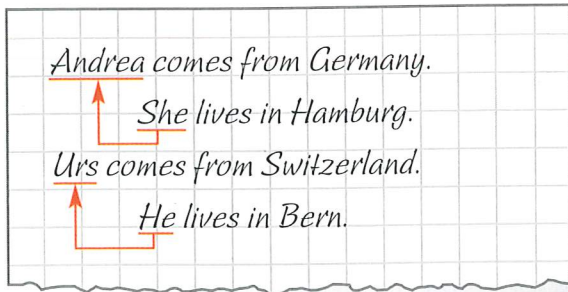 Andrea comes from Germany.
She lives in Hamburg.
Urs comes from Switzerland.
He lives in Bern.